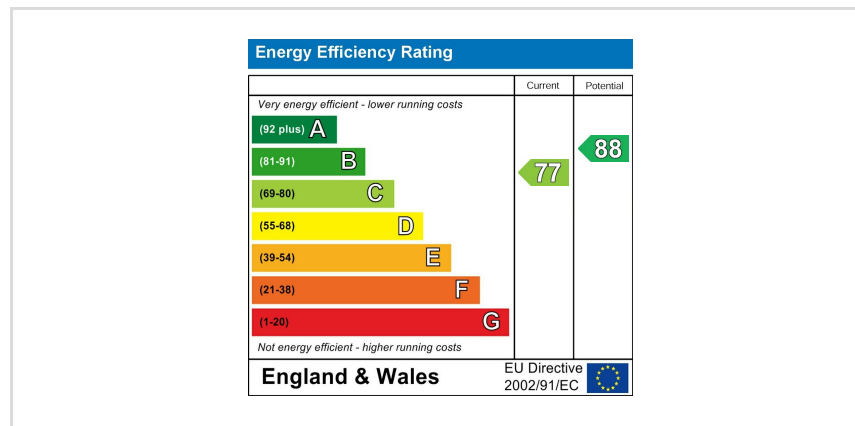 Energy Efficiency Rating
Current Potential
Very energy efficient - lower running costs
(92 plus) A
(81-91) B
88
(69-80) C
77
(55-68) D
(39-54) E
(21-38) F
(1-20) G
Not energy efficient - higher running costs
England & Wales
EU Directive
2002/91/EC